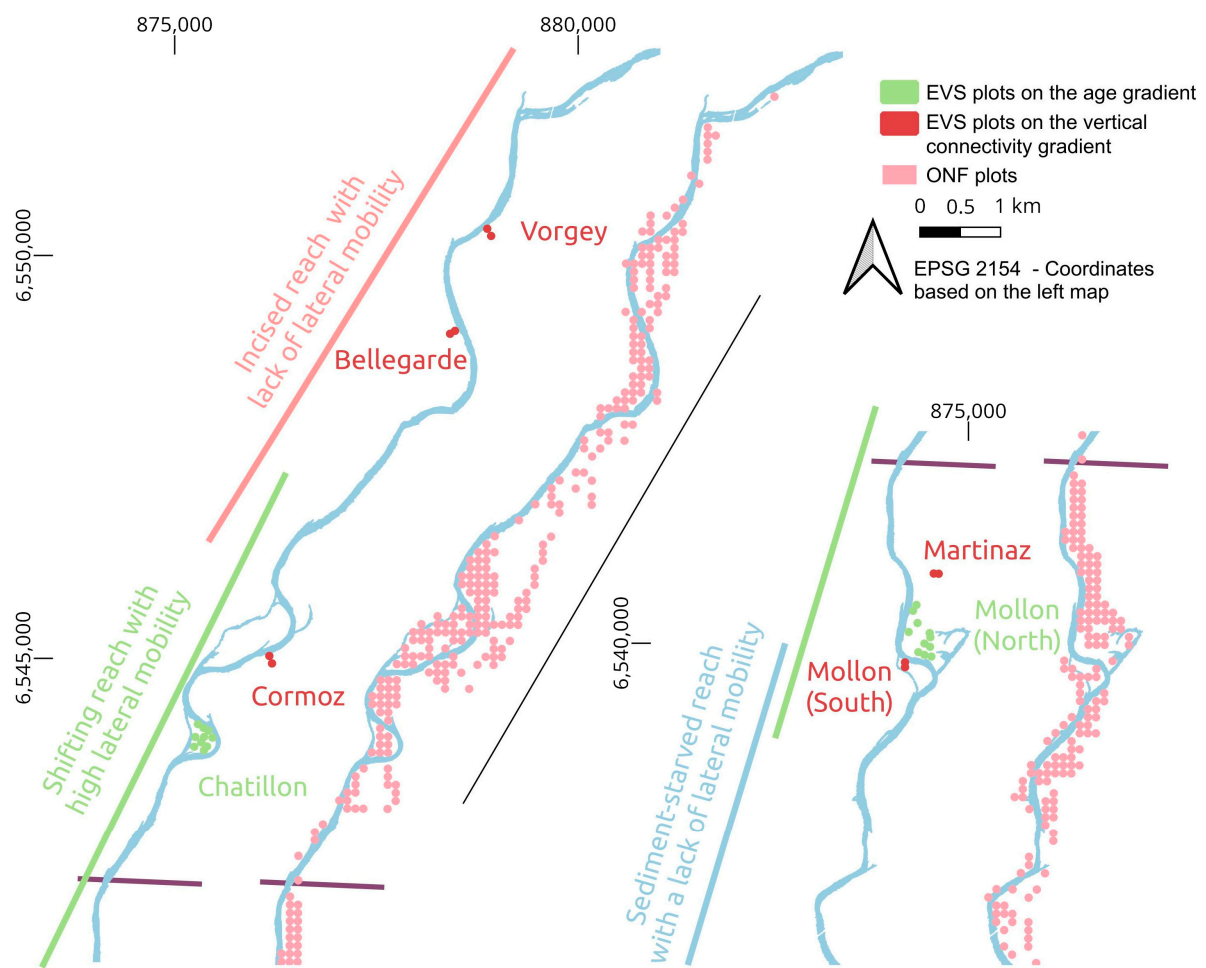 875,000
880,000
EVS plots on the age gradient
EVS plots on the vertical
connectivity gradient
ONF plots
0 0.5 1 km
EPSG 2154 - Coordinates
based on the left map
6,550,000
Incised reach with
lack of lateral mobility
Vorgey
Bellegarde
875,000
6,545,000
Shifting reach with
high lateral mobility
Cormoz
Chatillon
6,540,000
Martinaz
Mollon
(North)
Mollon
(South)
Sediment-starved reach
with a lack of lateral mobility